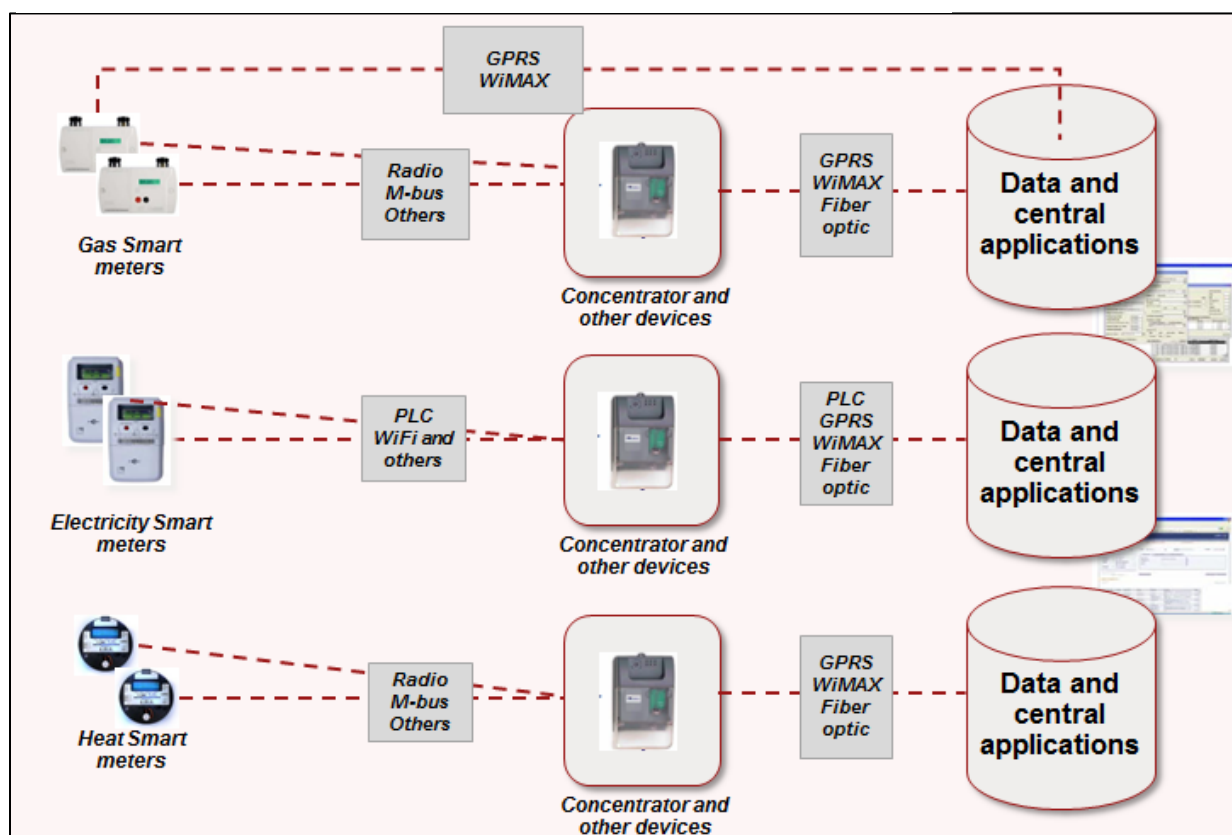 GPRS
WiMAX
Radio
M-bus
Others
GPRS
WiMAX
Fiber
optic
Data and
central
applications
Gas Smart
meters
Concentrator and
other devices
PLC
WiFi and
others
PLC
GPRS
WiMAX
Fiber
optic
Data and
central
applications
Electricity Smart
meters
Concentrator and
other devices
Radio
M-bus
Others
GPRS
WiMAX
Fiber
optic
Data and
central
applications
Heat Smart
meters
Concentrator and
other devices